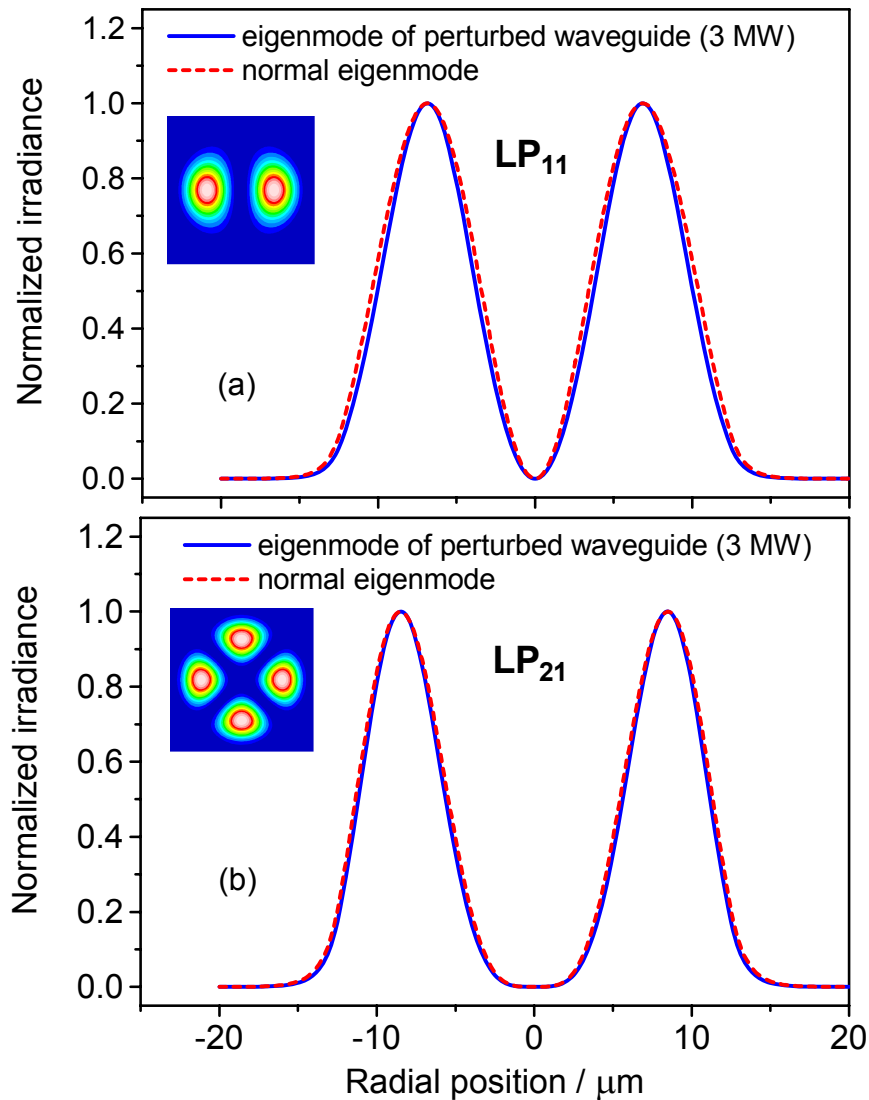 1.2
1.0
0.8
0.6
0.4
0.2
0.0
Normalized irradiance
eigenmode of perturbed waveguide (3 MW)
normal eigenmode
LP₁₁
(a)
1.2
1.0
0.8
0.6
0.4
0.2
0.0
Normalized irradiance
eigenmode of perturbed waveguide (3 MW)
normal eigenmode
LP₂₁
(b)
-20 -10 0 10 20
Radial position / μm